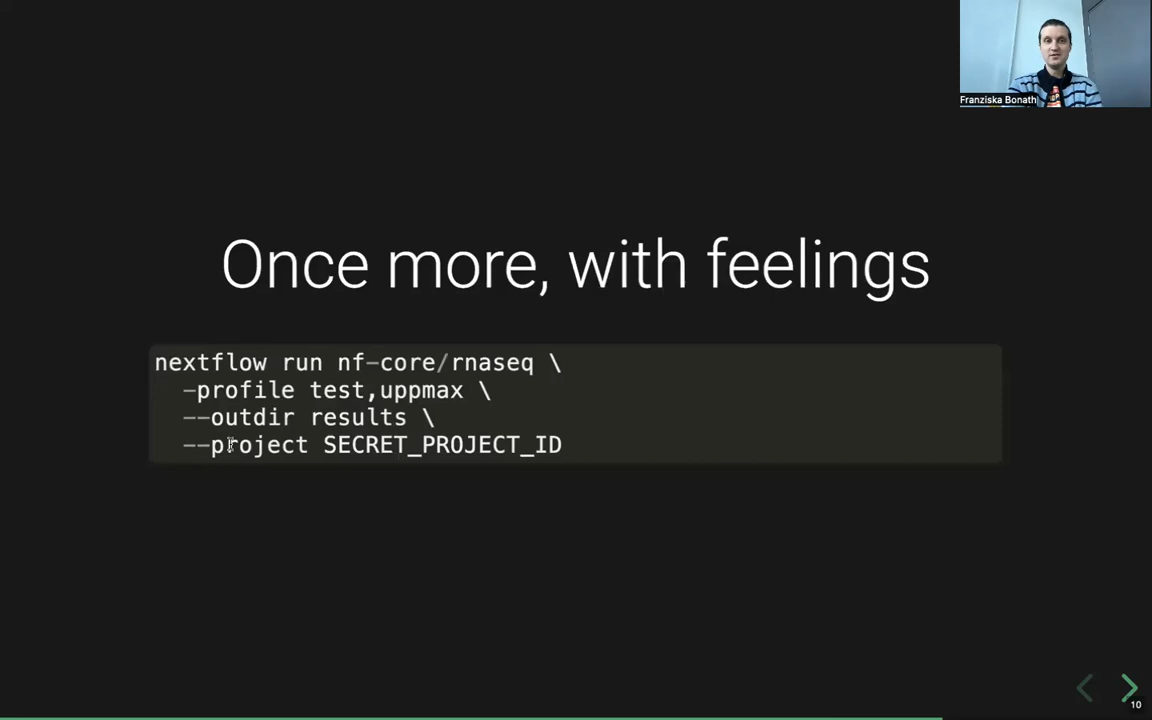 Franziska Bonath
Once more, with feelings
nextflow run nf-core/rnaseq \
-profile test,uppmax \
--outdir results \
--project SECRET_PROJECT_ID
10